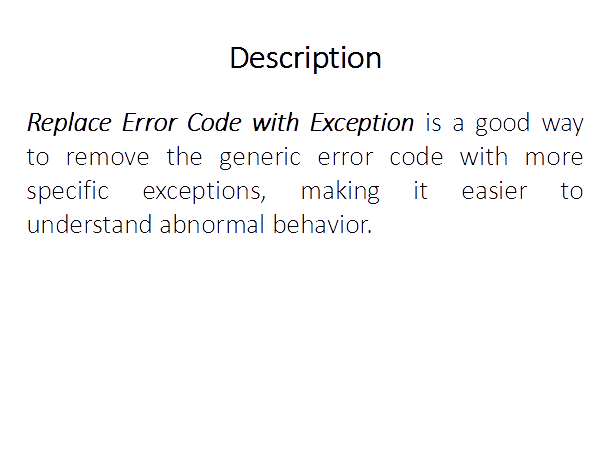 Description
Replace Error Code with Exception is a good way
to remove the generic error code with more
specific exceptions, making it easier to
understand abnormal behavior.